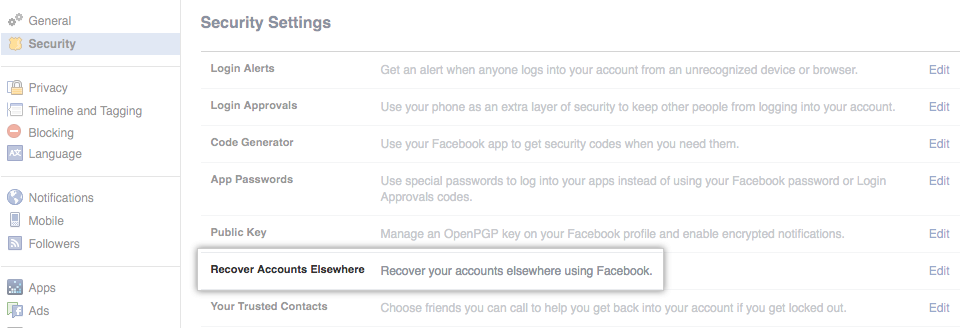 General
Security
Privacy
Timeline and Tagging
Blocking
Language
Notifications
Mobile
Followers
Apps
Ads
Security Settings
Login Alerts Get an alert when anyone logs into your account from an unrecognized device or browser. Edit
Login Approvals Use your phone as an extra layer of security to keep other people from logging into your account. Edit
Code Generator Use your Facebook app to get security codes when you need them. Edit
App Passwords Use special passwords to log into your apps instead of using your Facebook password or Login Edit
Approvals codes.
Public Key Manage an OpenPGP key on your Facebook profile and enable encrypted notifications. Edit
Recover Accounts Elsewhere Recover your accounts elsewhere using Facebook. Edit
Your Trusted Contacts Choose friends you can call to help you get back into your account if you get locked out. Edit